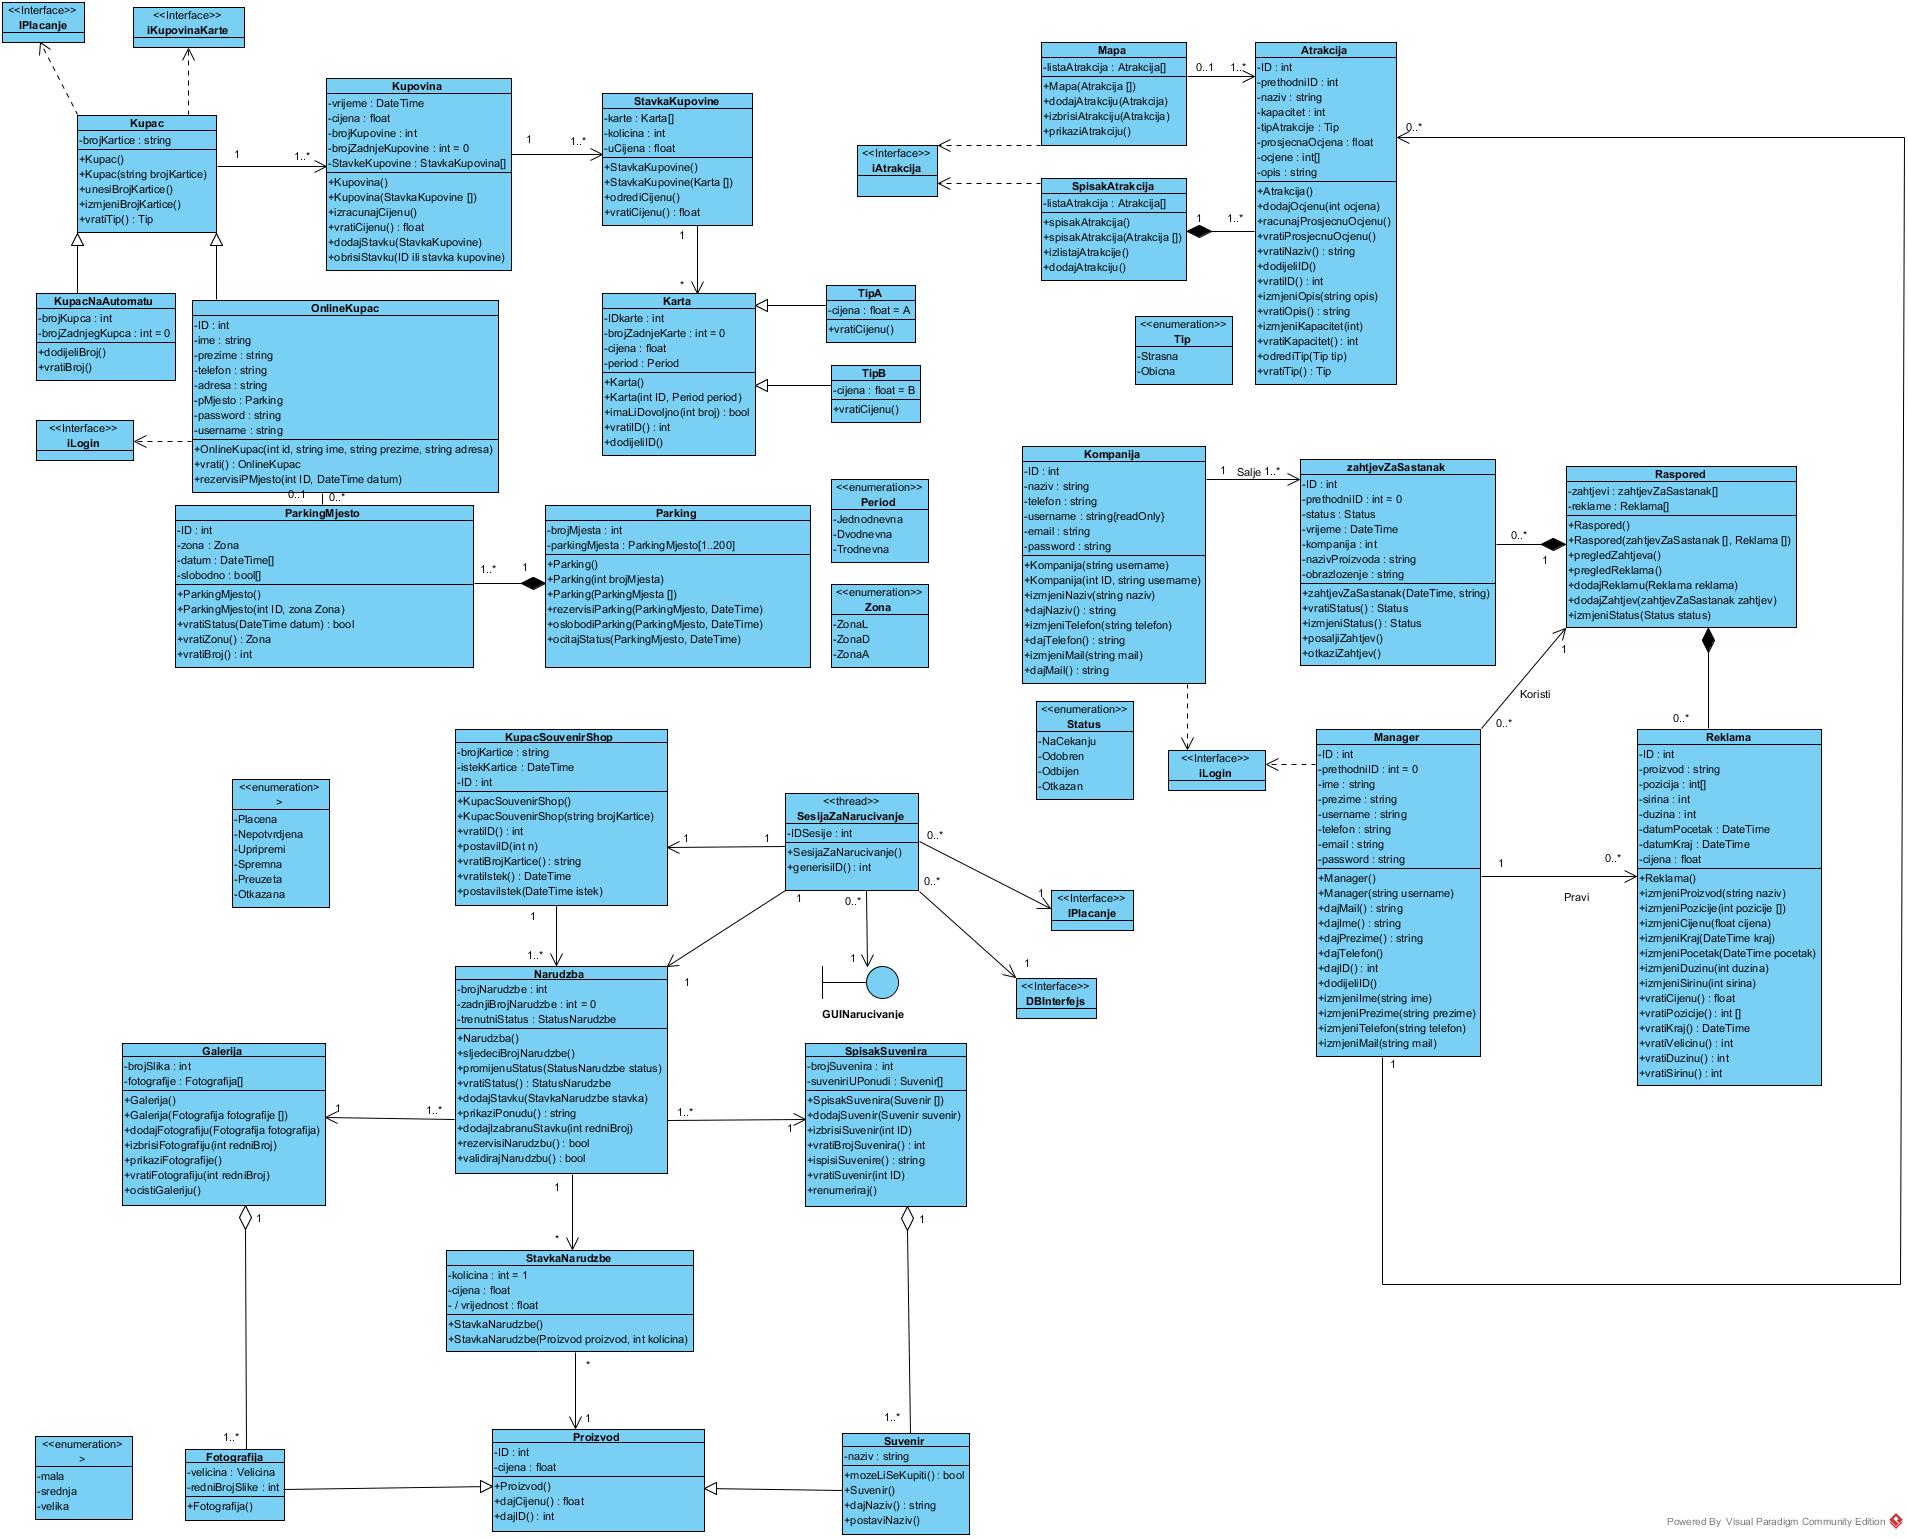 <<Interface>>
IPlacanje
<<Interface>>
iKupovinaKarte
Kupac
-brojKartice : string
+Kupac()
+Kupac(string brojKartice)
+unesiBrojKartice()
+izmjeniBrojKartice()
+vratiTip() : Tip
1
1..*
Kupovina
-vrijeme : DateTime
-cijena : float
-brojKupovine : int
-brojZadnjeKupovine : int = 0
-StavkeKupovine : StavkaKupovina[]
+Kupovina()
+Kupovina(StavkaKupovine [])
+izracunajCijenu()
+vratiCijenu() : float
+dodajStavku(StavkaKupovine)
+obrisiStavku(ID ili stavka kupovine)
1
1..*
StavkaKupovine
-karte : Karta[]
-kolicina : int
-uCijena : float
+StavkaKupovine()
+StavkaKupovine(Karta [])
+odrediCijenu()
+vratiCijenu() : float
1
*
KupacNaAutomatu
-brojKupca : int
-brojZadnjegKupca : int = 0
+dodijeliBroj()
+vratiBroj()
OnlineKupac
-ID : int
-ime : string
-prezime : string
-telefon : string
-adresa : string
-pMjesto : Parking
-password : string
-username : string
+OnlineKupac(int id, string ime, string prezime, string adresa)
+vrati() : OnlineKupac
+rezervisiPMjesto(int ID, DateTime datum)
<<Interface>>
iLogin
0..1
0..*
Karta
-IDkarte : int
-brojZadnjeKarte : int = 0
-cijena : float
-period : Period
+Karta()
+Karta(int ID, Period period)
+imaLiDovoljno(int broj) : bool
+vratiID() : int
+dodijeliID()
TipA
-cijena : float = A
+vratiCijenu()
TipB
-cijena : float = B
+vratiCijenu()
ParkingMjesto
-ID : int
-zona : Zona
-datum : DateTime[]
-slobodno : bool[]
+ParkingMjesto()
+ParkingMjesto(int ID, zona Zona)
+vratiStatus(DateTime datum) : bool
+vratiZonu() : Zona
+vratiBroj() : int
1..*
1
Parking
-brojMjesta : int
-parkingMjesta : ParkingMjesto[1..200]
+Parking()
+Parking(int brojMjesta)
+Parking(ParkingMjesta [])
+rezervisiParking(ParkingMjesto, DateTime)
+oslobodiParking(ParkingMjesto, DateTime)
+ocitajStatus(ParkingMjesto, DateTime)
<<enumeration>>
Period
-Jednodnevna
-Dvodnevna
-Trodnevna
<<enumeration>>
Zona
-ZonaL
-ZonaD
-ZonaA
Mapa
-listaAtrakcija : Atrakcija[]
+Mapa(Atrakcija [])
+dodajAtrakciju(Atrakcija)
+izbrisiAtrakciju(Atrakcija)
+prikaziAtrakciju()
0..1
1..*
<<Interface>>
iAtrakcija
SpisakAtrakcija
-listaAtrakcija : Atrakcija[]
+spisakAtrakcija()
+spisakAtrakcija(Atrakcija [])
+izlistajAtrakcije()
+dodajAtrakciju()
1
1..*
<<enumeration>>
Tip
-Strasna
-Obicna
Atrakcija
-ID : int
-prethodniID : int
-naziv : string
-kapacitet : int
-tipAtrakcije : Tip
-prosjecnaOcjena : float
-ocjene : int[]
-opis : string
+Atrakcija()
+dodajOcjenu(int ocjena)
+racunajProsjecnuOcjenu()
+vratiProsjecnuOcjenu()
+vratiNaziv() : string
+dodijeliID()
+vratiID() : int
+izmjeniOpis(string opis)
+vratiOpis() : string
+izmjeniKapacitet(int)
+vratiKapacitet() : int
+odrediTip(Tip tip)
+vratiTip() : Tip
0..*
Kompanija
-ID : int
-naziv : string
-telefon : string
-username : string{readOnly}
-email : string
-password : string
+Kompanija(string username)
+Kompanija(int ID, string username)
+izmjeniNaziv(string naziv)
+dajNaziv() : string
+izmjeniTelefon(string telefon)
+dajTelefon() : string
+izmjeniMail(string mail)
+dajMail() : string
1 Salje 1..*
zahtjevZaSastanak
-ID : int
-prethodniID : int = 0
-status : Status
-vrijeme : DateTime
-kompanija : int
-nazivProizvoda : string
-obrazlozenje : string
+zahtjevZaSastanak(DateTime, string)
+vratiStatus() : Status
+izmjeniStatus() : Status
+posaljiZahtjev()
+otkaziZahtjev()
0..*
1
Raspored
-zahtjevi : zahtjevZaSastanak[]
-reklame : Reklama[]
+Raspored()
+Raspored(zahtjevZaSastanak [], Reklama [])
+pregledZahtjeva()
+pregledReklama()
+dodajReklamu(Reklama reklama)
+dodajZahtjev(zahtjevZaSastanak zahtjev)
+izmjeniStatus(Status status)
1
Koristi
0..*
0..*
<<enumeration>>
Status
-NaCekanju
-Odobren
-Odbijen
-Otkazan
<<Interface>>
iLogin
Manager
-ID : int
-prethodniID : int = 0
-ime : string
-prezime : string
-username : string
-telefon : string
-email : string
-password : string
+Manager()
+Manager(string username)
+dajMail() : string
+dajIme() : string
+dajPrezime() : string
+dajTelefon()
+dajID() : int
+dodijeliID()
+izmjeniIme(string ime)
+izmjeniPrezime(string prezime)
+izmjeniTelefon(string telefon)
+izmjeniMail(string mail)
1
1
0..*
Pravi
Reklama
-ID : int
-proizvod : string
-pozicija : int[]
-sirina : int
-duzina : int
-datumPocetak : DateTime
-datumKraj : DateTime
-cijena : float
+Reklama()
+izmjeniProizvod(string naziv)
+izmjeniPozicije(int pozicije [])
+izmjeniCijenu(float cijena)
+izmjeniKraj(DateTime kraj)
+izmjeniPocetak(DateTime pocetak)
+izmjeniDuzinu(int duzina)
+izmjeniSirinu(int sirina)
+vratiCijenu() : float
+vratiPozicije() : int []
+vratiKraj() : DateTime
+vratiVelicinu() : int
+vratiDuzinu() : int
+vratiSirinu() : int
<<enumeration>
>
-Placena
-Nepotvrdjena
-Upripremi
-Spremna
-Preuzeta
-Otkazana
KupacSouvenirShop
-brojKartice : string
-istekKartice : DateTime
-ID : int
+KupacSouvenirShop()
+KupacSouvenirShop(string brojKartice)
+vratiID() : int
+postaviID(int n)
+vratiBrojKartice() : string
+vratiIstek() : DateTime
+postaviIstek(DateTime istek)
1
1
<<thread>>
SesijaZaNarucivanje
-IDSesije : int
+SesijaZaNarucivanje()
+generisiID() : int
0..*
0..*
1
0..*
1
1
1
1
<<Interface>>
IPlacanje
<<Interface>>
DBInterfejs
GUINarucivanje
1
1..*
Narudzba
-brojNarudzbe : int
-zadnjiBrojNarudzbe : int = 0
-trenutniStatus : StatusNarudzbe
+Narudzba()
+sljedeciBrojNarudzbe()
+promijenuStatus(StatusNarudzbe status)
+vratiStatus() : StatusNarudzbe
+dodajStavku(StavkaNarudzbe stavka)
+prikaziPonudu() : string
+dodajIzabranuStavku(int redniBroj)
+rezervisiNarudzbu() : bool
+validirajNarudzbu() : bool
Galerija
-brojSlika : int
-fotografije : Fotografija[]
+Galerija()
+Galerija(Fotografija fotografije [])
+dodajFotografiju(Fotografija fotografija)
+izbrisiFotografiju(int redniBroj)
+prikaziFotografije()
+vratiFotografiju(int redniBroj)
+ocistiGaleriju()
1
1..*
1..*
1
SpisakSuvenira
-brojSuvenira : int
-suveniriUPonudi : Suvenir[]
+SpisakSuvenira(Suvenir [])
+dodajSuvenir(Suvenir suvenir)
+izbrisiSuvenir(int ID)
+vratiBrojSuvenira() : int
+ispisiSuvenire() : string
+vratiSuvenir(int ID)
+renumeriraj()
1
1
1
*
StavkaNarudzbe
-kolicina : int = 1
-cijena : float
- / vrijednost : float
+StavkaNarudzbe()
+StavkaNarudzbe(Proizvod proizvod, int kolicina)
*
1
1..*
1..*
<<enumeration>
>
-mala
-srednja
-velika
Fotografija
-velicina : Velicina
-redniBrojSlike : int
+Fotografija()
Proizvod
-ID : int
-cijena : float
+Proizvod()
+dajCijenu() : float
+dajID() : int
Suvenir
-naziv : string
+mozeLiSeKupiti() : bool
+Suvenir()
+dajNaziv() : string
+postaviNaziv()
Powered By Visual Paradigm Community Edition